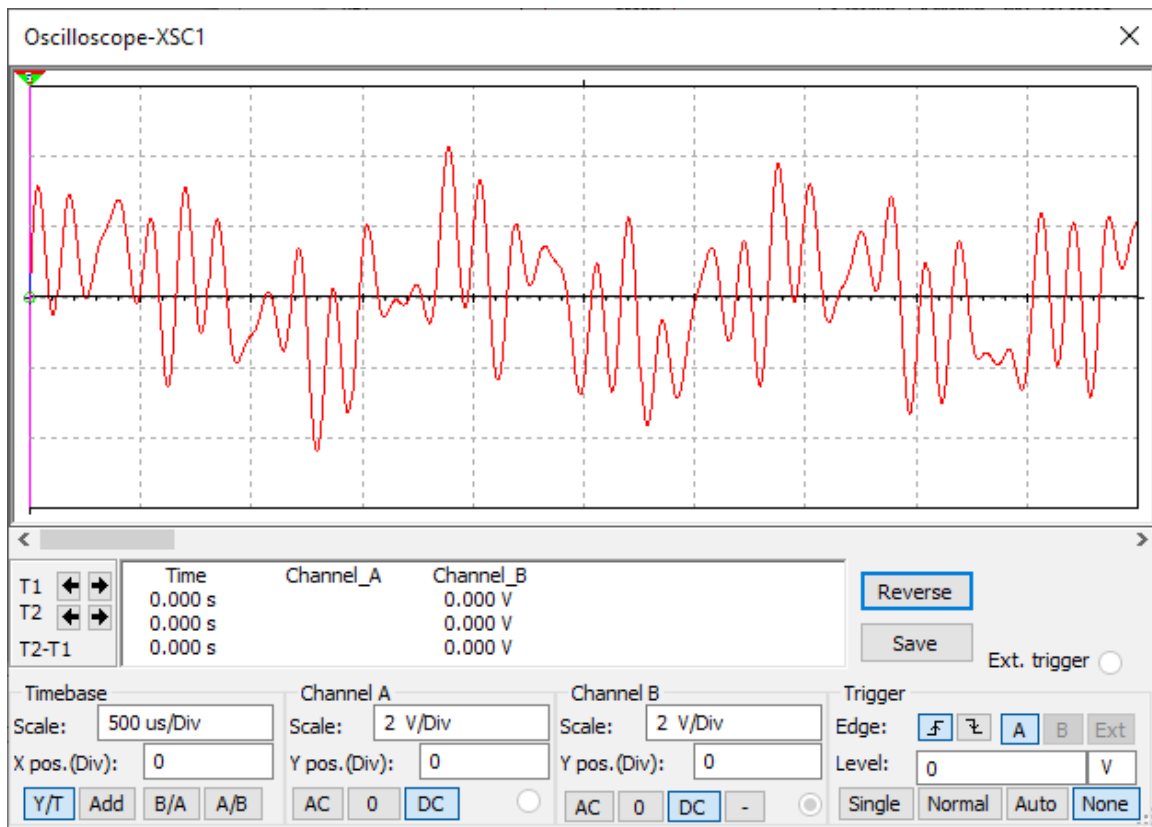 Oscilloscope-XSC1
Time Channel_A Channel_B
T1 0.000 s 0.000 V
T2 0.000 s 0.000 V
T2-T1 0.000 s 0.000 V
Reverse
Save
Ext. trigger
Timebase
Scale: 500 us/Div
X pos.(Div): 0
Y/T Add B/A A/B
Channel A
Scale: 2 V/Div
Y pos.(Div): 0
AC 0 DC
Channel B
Scale: 2 V/Div
Y pos.(Div): 0
AC 0 DC -
Trigger
Edge: A B Ext
Level: 0 V
Single Normal Auto None